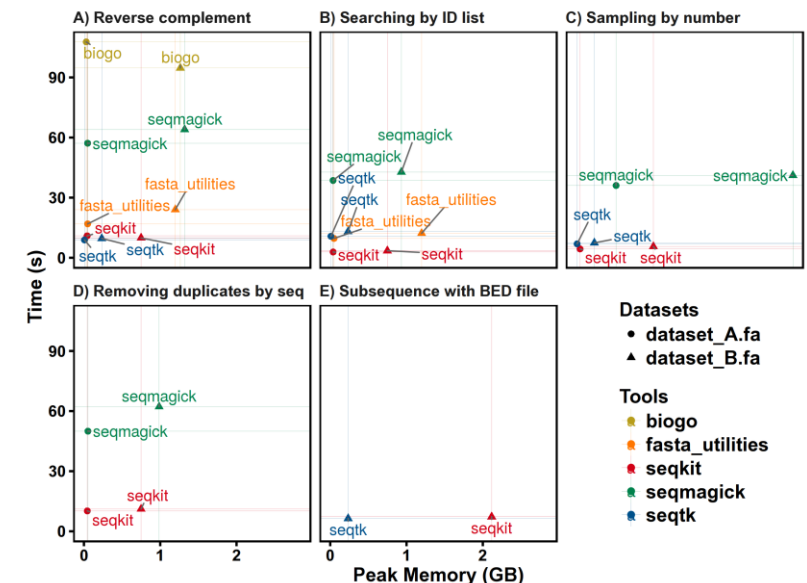 A) Reverse complement
B) Searching by ID list
C) Sampling by number
90
60
30
0
biogo
biogo
seqmagick
seqmagick
fasta_utilities
fasta_utilities
seqkit
seqtk
seqtk
seqkit
seqmagick
seqmagick
seqtk
seqtk
fasta_utilities
fasta_utilities
seqkit
seqkit
seqmagick
seqmagick
seqtk
seqtk
seqkit
seqkit
Time (s)
D) Removing duplicates by seq
E) Subsequence with BED file
90
60
30
0
seqmagick
seqmagick
seqkit
seqkit
seqtk
seqkit
0
1
2
0
1
2
Peak Memory (GB)
Datasets
dataset_A.fa
dataset_B.fa
Tools
biogo
fasta_utilities
seqkit
seqmagick
seqtk